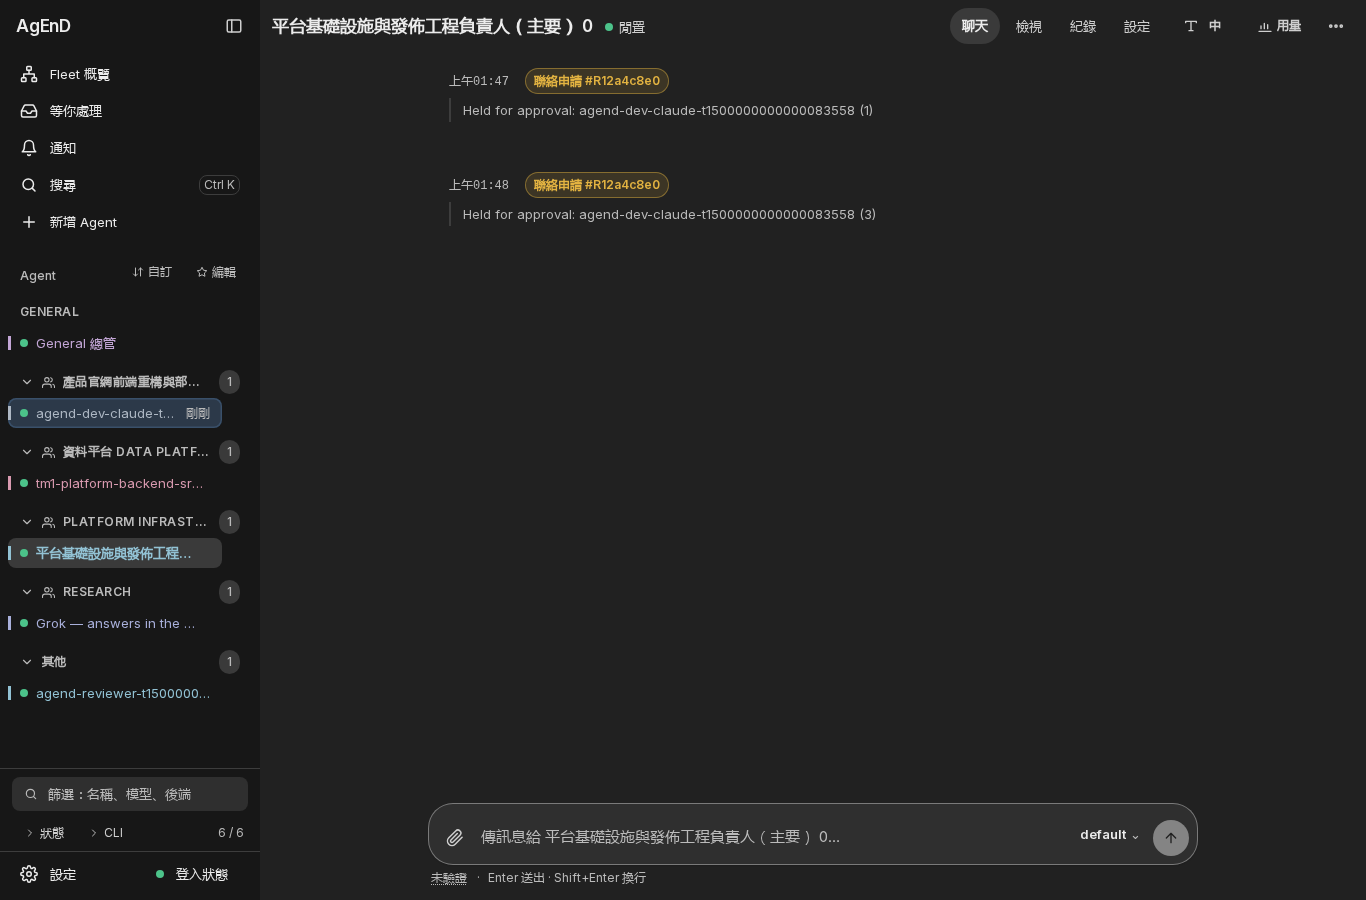 AgEnD
Fleet 概覽
等你處理
通知
搜尋 Ctrl K
新增 Agent
Agent 自訂 編輯
GENERAL
General 總管
產品官網前端重構與部… 1
agend-dev-claude-t… 剛剛
資料平台 DATA PLATF… 1
tm1-platform-backend-sr…
PLATFORM INFRAST… 1
平台基礎設施與發佈工程…
RESEARCH 1
Grok — answers in the …
其他 1
agend-reviewer-t1500000…
篩選：名稱、模型、後端
狀態 CLI 6 / 6
設定 登入狀態
平台基礎設施與發佈工程負責人（主要）0 閒置
聊天 檢視 紀錄 設定 中 用量
上午01:47 聯絡申請 #R12a4c8e0
Held for approval: agend-dev-claude-t1500000000000083558 (1)
上午01:48 聯絡申請 #R12a4c8e0
Held for approval: agend-dev-claude-t1500000000000083558 (3)
傳訊息給 平台基礎設施與發佈工程負責人（主要）0…
default
未驗證 · Enter 送出 · Shift+Enter 換行